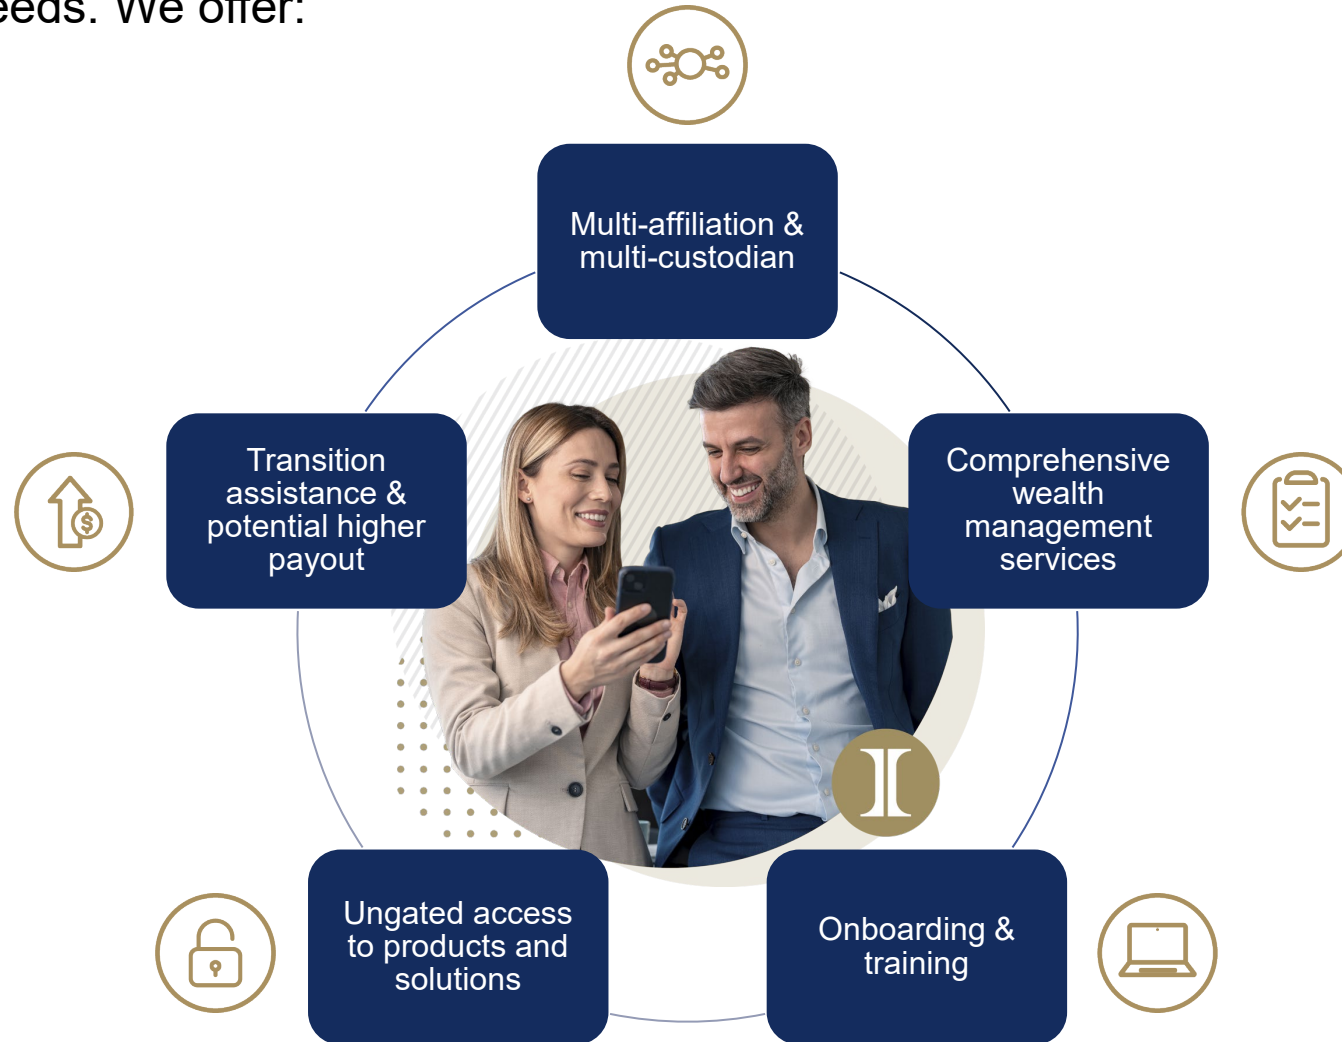 eeds. We offer:
Multi-affiliation &
multi-custodian
Comprehensive
wealth
management
services
Onboarding &
training
Ungated access
to products and
solutions
Transition
assistance &
potential higher
payout
$